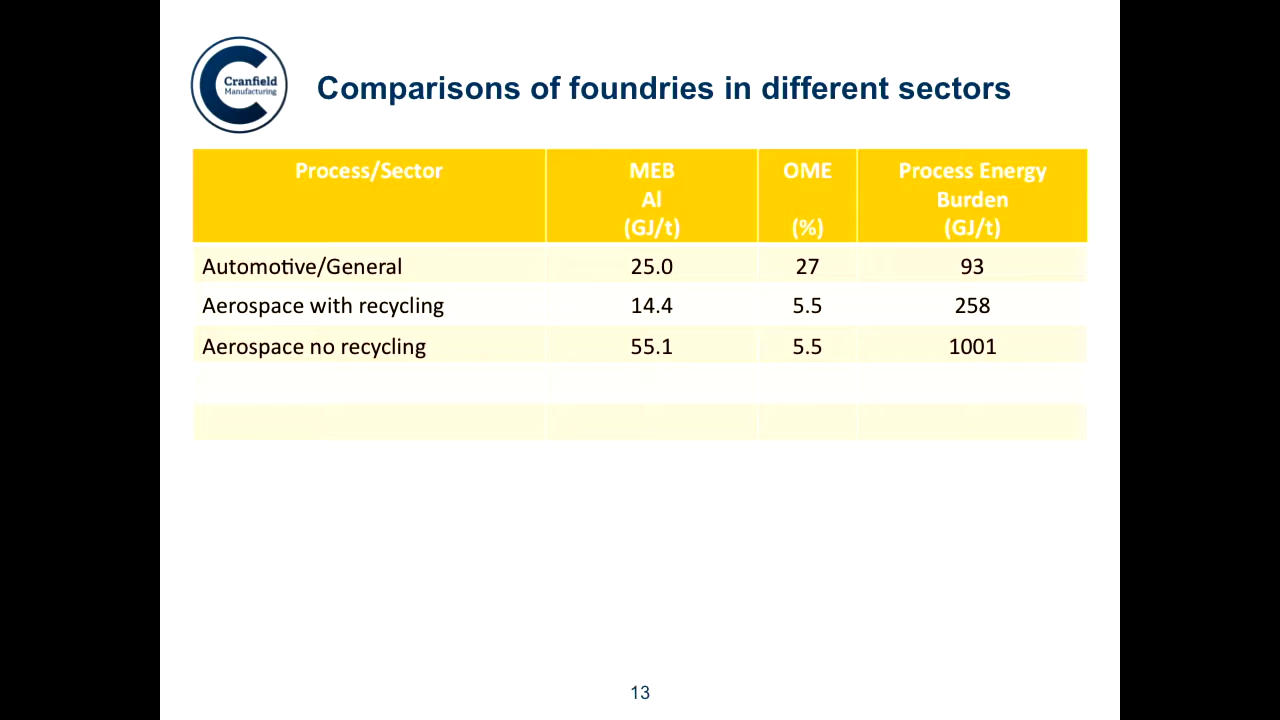 Cranfield
Manufacturing
Comparisons of foundries in different sectors
Process/Sector MEB OME Process Energy
Al Burden
(GJ/t) (%) (GJ/t)
Automotive/General 25.0 27 93
Aerospace with recycling 14.4 5.5 258
Aerospace no recycling 55.1 5.5 1001
13